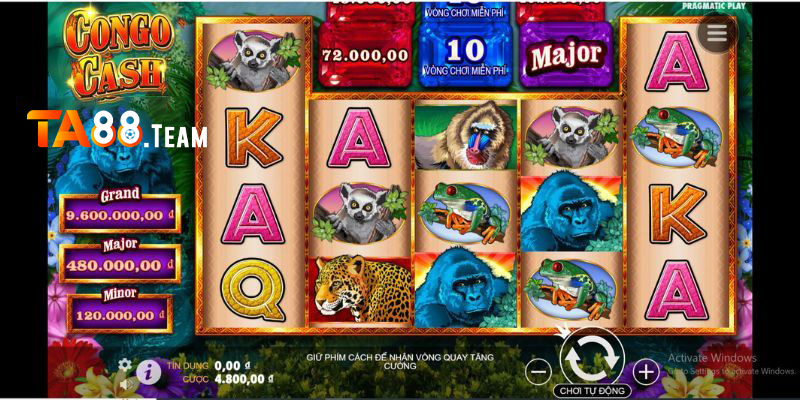 PRAGMATIC PLAY
CONGO
CASH
TA88.TEAM
72.000,00
VÒNG CHƠI MIỄN PHÍ
10
VÒNG CHƠI MIỄN PHÍ
Major
Grand
9.600.000,00 ₫
Major
480.000,00 ₫
Minor
120.000,00 ₫
K
A
Q
A
A
K
A
TÍN DỤNG 0,00 ₫
CƯỢC 4.800,00 ₫
GIỮ PHÍM CÁCH ĐỂ NHẬN VÒNG QUAY TĂNG
CƯỜNG
CHƠI TỰ ĐỘNG
Activate Windows
Go to Settings to activate Windows.